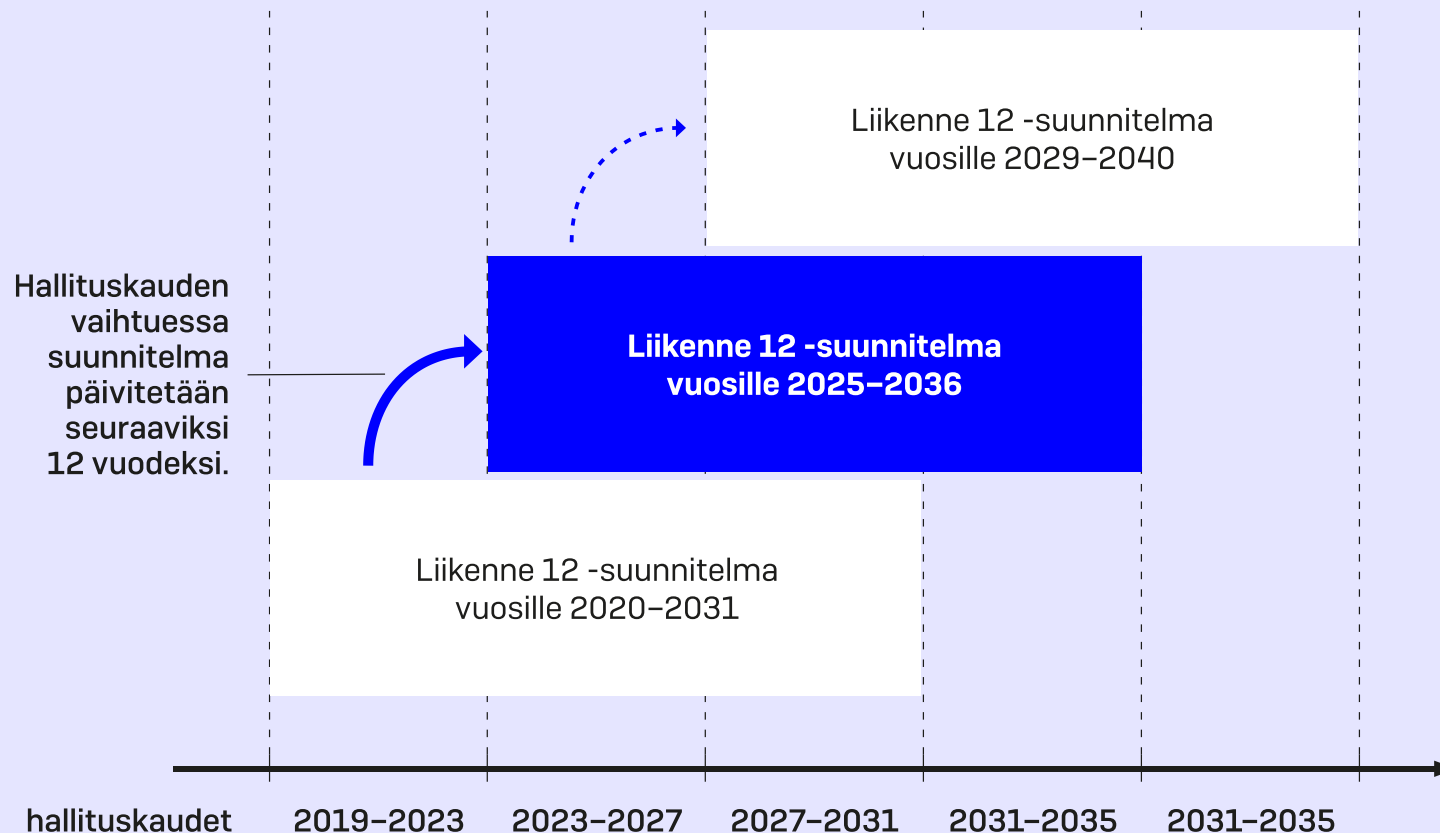 Liikenne 12 -suunnitelma
vuosille 2029–2040
Hallituskauden
vaihtuessa
suunnitelma
päivitetään
seuraaviksi
12 vuodeksi.
Liikenne 12 -suunnitelma
vuosille 2025–2036
Liikenne 12 -suunnitelma
vuosille 2020–2031
hallituskaudet 2019–2023 2023–2027 2027–2031 2031–2035 2031–2035